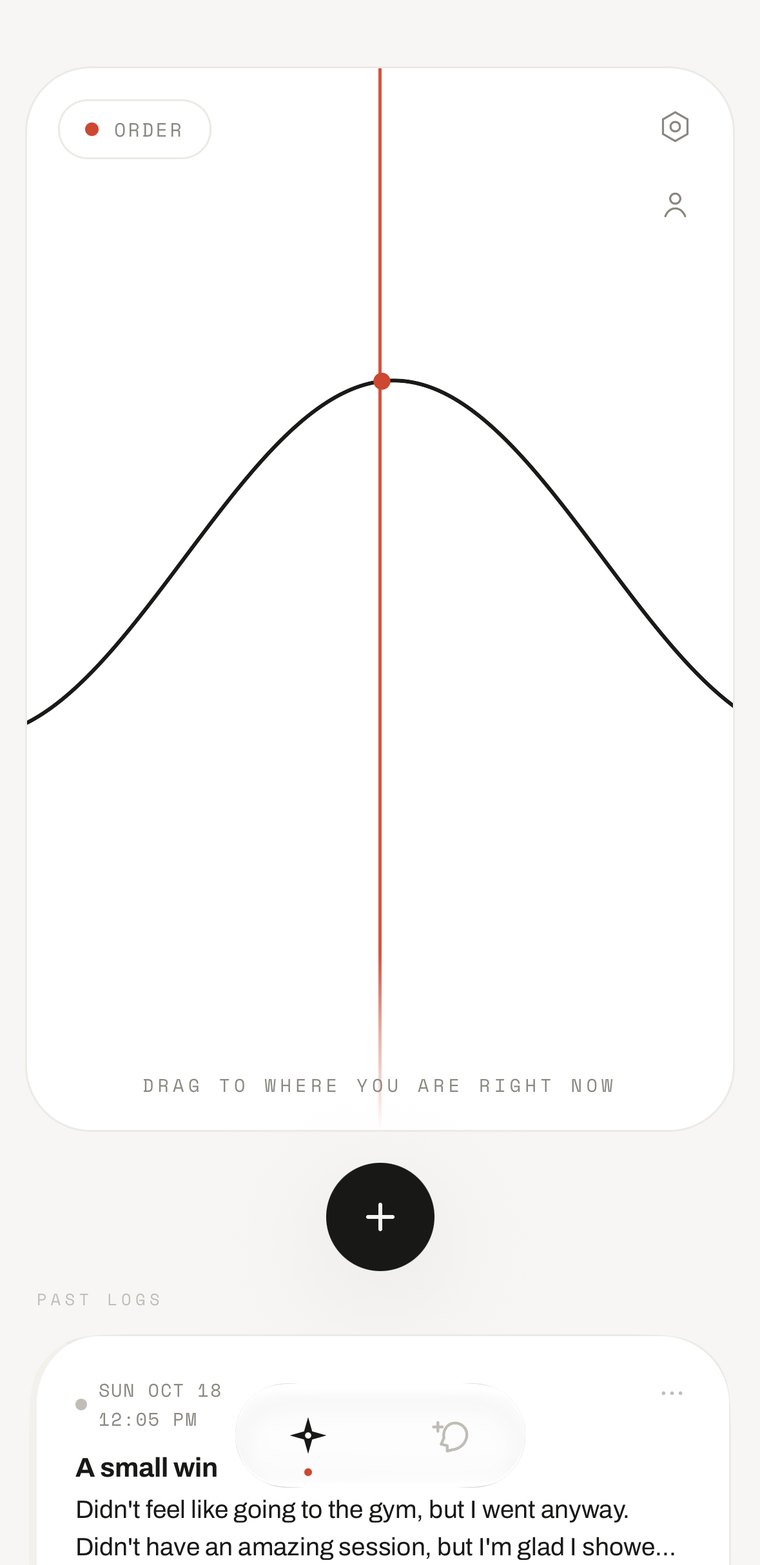 ORDER
DRAG TO WHERE YOU ARE RIGHT NOW
PAST LOGS
SUN OCT 18
12:05 PM
A small win
Didn't feel like going to the gym, but I went anyway.
Didn't have an amazing session, but I'm glad I showe...